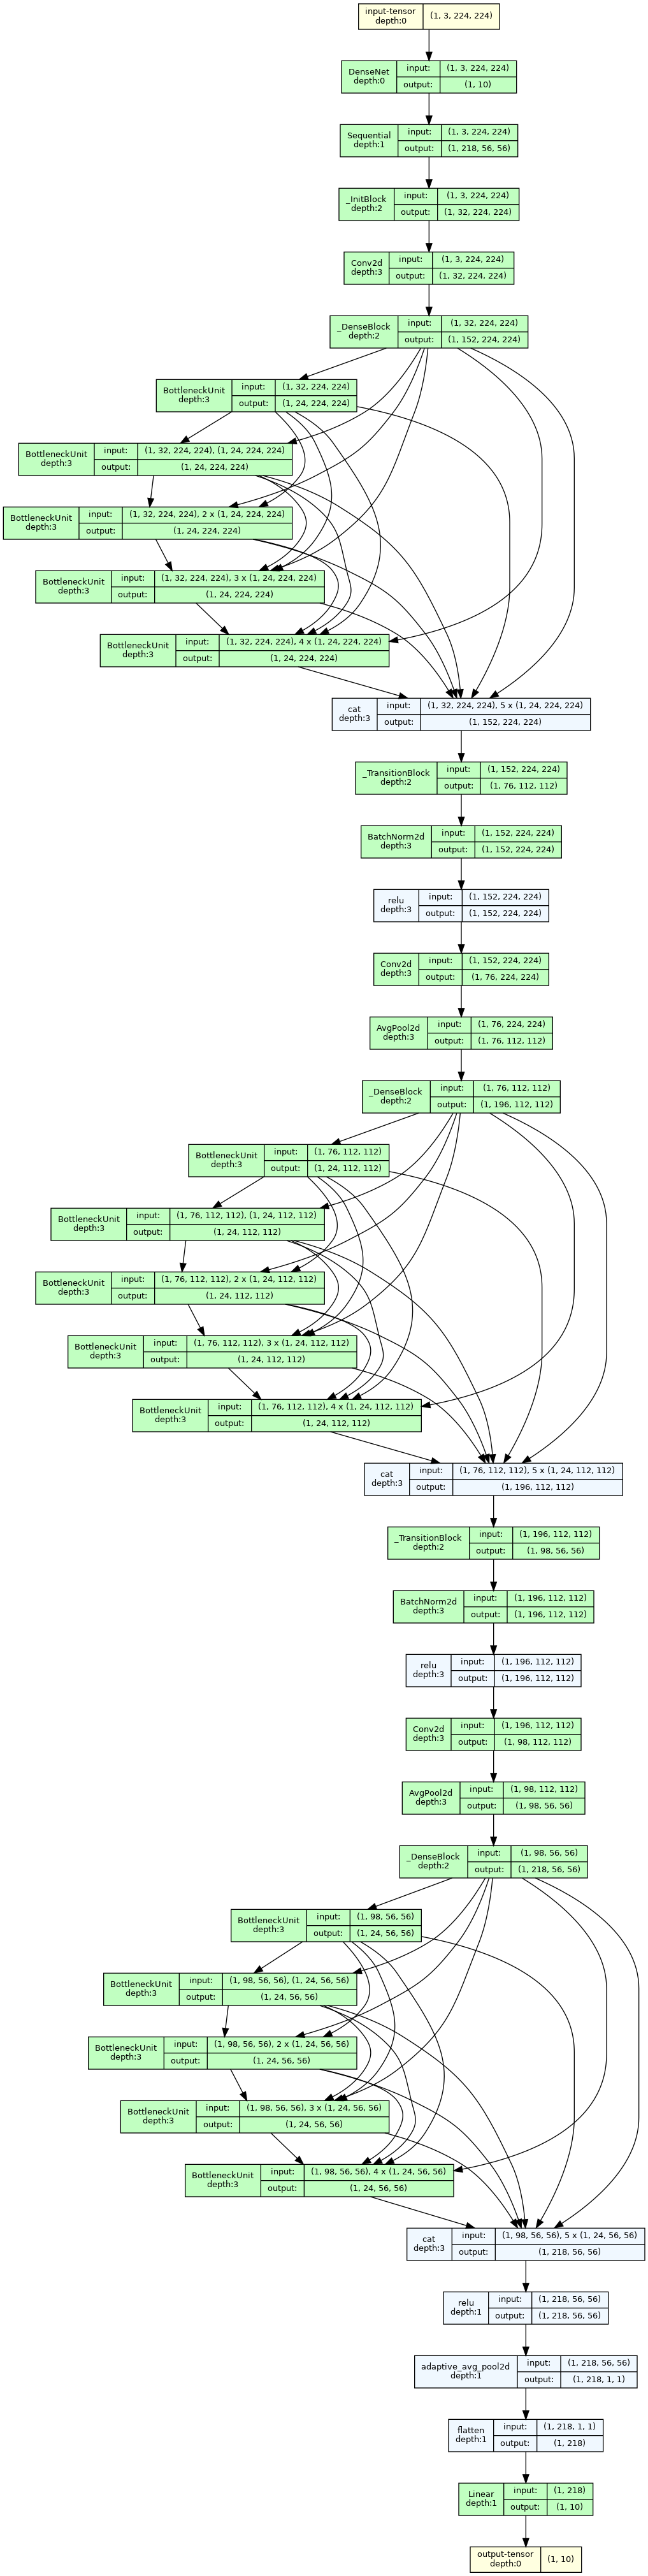 input-tensor
depth:0
(1, 3, 224, 224)
DenseNet
depth:0
input:
(1, 3, 224, 224)
output:
(1, 10)
Sequential
depth:1
input:
(1, 3, 224, 224)
output:
(1, 218, 56, 56)
_InitBlock
depth:2
input:
(1, 3, 224, 224)
output:
(1, 32, 224, 224)
Conv2d
depth:3
input:
(1, 3, 224, 224)
output:
(1, 32, 224, 224)
_DenseBlock
depth:2
input:
(1, 32, 224, 224)
output:
(1, 152, 224, 224)
BottleneckUnit
depth:3
input:
(1, 32, 224, 224)
output:
(1, 24, 224, 224)
BottleneckUnit
depth:3
input:
(1, 32, 224, 224), (1, 24, 224, 224)
output:
(1, 24, 224, 224)
BottleneckUnit
depth:3
input:
(1, 32, 224, 224), 2 x (1, 24, 224, 224)
output:
(1, 24, 224, 224)
BottleneckUnit
depth:3
input:
(1, 32, 224, 224), 3 x (1, 24, 224, 224)
output:
(1, 24, 224, 224)
BottleneckUnit
depth:3
input:
(1, 32, 224, 224), 4 x (1, 24, 224, 224)
output:
(1, 24, 224, 224)
cat
depth:3
input:
(1, 32, 224, 224), 5 x (1, 24, 224, 224)
output:
(1, 152, 224, 224)
_TransitionBlock
depth:2
input:
(1, 152, 224, 224)
output:
(1, 76, 112, 112)
BatchNorm2d
depth:3
input:
(1, 152, 224, 224)
output:
(1, 152, 224, 224)
relu
depth:3
input:
(1, 152, 224, 224)
output:
(1, 152, 224, 224)
Conv2d
depth:3
input:
(1, 152, 224, 224)
output:
(1, 76, 224, 224)
AvgPool2d
depth:3
input:
(1, 76, 224, 224)
output:
(1, 76, 112, 112)
_DenseBlock
depth:2
input:
(1, 76, 112, 112)
output:
(1, 196, 112, 112)
BottleneckUnit
depth:3
input:
(1, 76, 112, 112)
output:
(1, 24, 112, 112)
BottleneckUnit
depth:3
input:
(1, 76, 112, 112), (1, 24, 112, 112)
output:
(1, 24, 112, 112)
BottleneckUnit
depth:3
input:
(1, 76, 112, 112), 2 x (1, 24, 112, 112)
output:
(1, 24, 112, 112)
BottleneckUnit
depth:3
input:
(1, 76, 112, 112), 3 x (1, 24, 112, 112)
output:
(1, 24, 112, 112)
BottleneckUnit
depth:3
input:
(1, 76, 112, 112), 4 x (1, 24, 112, 112)
output:
(1, 24, 112, 112)
cat
depth:3
input:
(1, 76, 112, 112), 5 x (1, 24, 112, 112)
output:
(1, 196, 112, 112)
_TransitionBlock
depth:2
input:
(1, 196, 112, 112)
output:
(1, 98, 56, 56)
BatchNorm2d
depth:3
input:
(1, 196, 112, 112)
output:
(1, 196, 112, 112)
relu
depth:3
input:
(1, 196, 112, 112)
output:
(1, 196, 112, 112)
Conv2d
depth:3
input:
(1, 196, 112, 112)
output:
(1, 98, 112, 112)
AvgPool2d
depth:3
input:
(1, 98, 112, 112)
output:
(1, 98, 56, 56)
_DenseBlock
depth:2
input:
(1, 98, 56, 56)
output:
(1, 218, 56, 56)
BottleneckUnit
depth:3
input:
(1, 98, 56, 56)
output:
(1, 24, 56, 56)
BottleneckUnit
depth:3
input:
(1, 98, 56, 56), (1, 24, 56, 56)
output:
(1, 24, 56, 56)
BottleneckUnit
depth:3
input:
(1, 98, 56, 56), 2 x (1, 24, 56, 56)
output:
(1, 24, 56, 56)
BottleneckUnit
depth:3
input:
(1, 98, 56, 56), 3 x (1, 24, 56, 56)
output:
(1, 24, 56, 56)
BottleneckUnit
depth:3
input:
(1, 98, 56, 56), 4 x (1, 24, 56, 56)
output:
(1, 24, 56, 56)
cat
depth:3
input:
(1, 98, 56, 56), 5 x (1, 24, 56, 56)
output:
(1, 218, 56, 56)
relu
depth:1
input:
(1, 218, 56, 56)
output:
(1, 218, 56, 56)
adaptive_avg_pool2d
depth:1
input:
(1, 218, 56, 56)
output:
(1, 218, 1, 1)
flatten
depth:1
input:
(1, 218, 1, 1)
output:
(1, 218)
Linear
depth:1
input:
(1, 218)
output:
(1, 10)
output-tensor
depth:0
(1, 10)